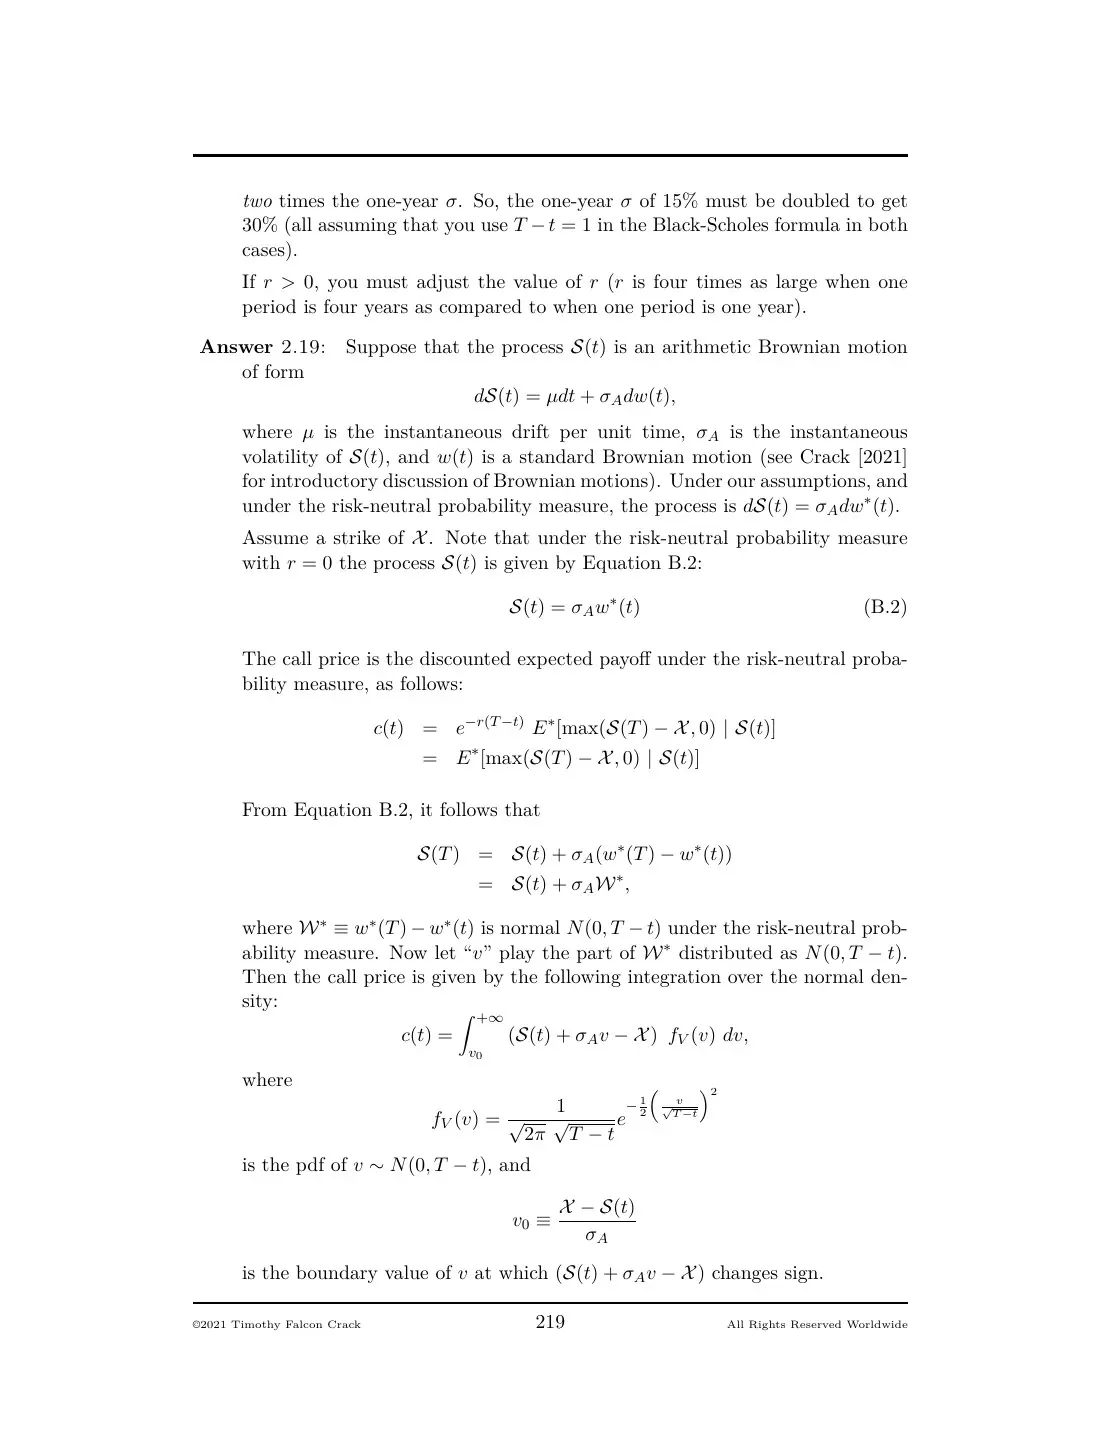 two times the one-year σ. So, the one-year σ of 15% must be doubled to get
30% (all assuming that you use T − t = 1 in the Black-Scholes formula in both
cases).
If r > 0, you must adjust the value of r (r is four times as large when one
period is four years as compared to when one period is one year).
Answer 2.19: Suppose that the process 𝒮(t) is an arithmetic Brownian motion
of form
d𝒮(t) = μdt + σ_A dw(t),
where μ is the instantaneous drift per unit time, σ_A is the instantaneous
volatility of 𝒮(t), and w(t) is a standard Brownian motion (see Crack [2021]
for introductory discussion of Brownian motions). Under our assumptions, and
under the risk-neutral probability measure, the process is d𝒮(t) = σ_A dw*(t).
Assume a strike of 𝒳. Note that under the risk-neutral probability measure
with r = 0 the process 𝒮(t) is given by Equation B.2:
𝒮(t) = σ_A w*(t) (B.2)
The call price is the discounted expected payoff under the risk-neutral proba-
bility measure, as follows:
c(t) = e^{−r(T−t)} E*[max(𝒮(T) − 𝒳, 0) | 𝒮(t)]
= E*[max(𝒮(T) − 𝒳, 0) | 𝒮(t)]
From Equation B.2, it follows that
𝒮(T) = 𝒮(t) + σ_A(w*(T) − w*(t))
= 𝒮(t) + σ_A 𝒲*,
where 𝒲* ≡ w*(T) − w*(t) is normal N(0, T − t) under the risk-neutral prob-
ability measure. Now let “v” play the part of 𝒲* distributed as N(0, T − t).
Then the call price is given by the following integration over the normal den-
sity:
c(t) = ∫_{v_0}^{+∞} (𝒮(t) + σ_A v − 𝒳) f_V(v) dv,
where
f_V(v) = \frac{1}{\sqrt{2π} \sqrt{T − t}} e^{−\frac{1}{2}\left(\frac{v}{\sqrt{T−t}}\right)^2}
is the pdf of v ∼ N(0, T − t), and
v_0 ≡ \frac{𝒳 − 𝒮(t)}{σ_A}
is the boundary value of v at which (𝒮(t) + σ_A v − 𝒳) changes sign.
©2021 Timothy Falcon Crack 219 All Rights Reserved Worldwide